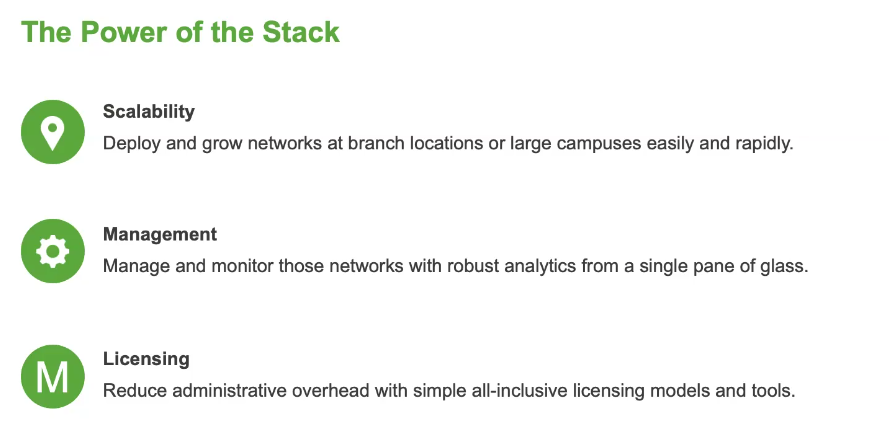 The Power of the Stack
Scalability
Deploy and grow networks at branch locations or large campuses easily and rapidly.
Management
Manage and monitor those networks with robust analytics from a single pane of glass.
M
Licensing
Reduce administrative overhead with simple all-inclusive licensing models and tools.